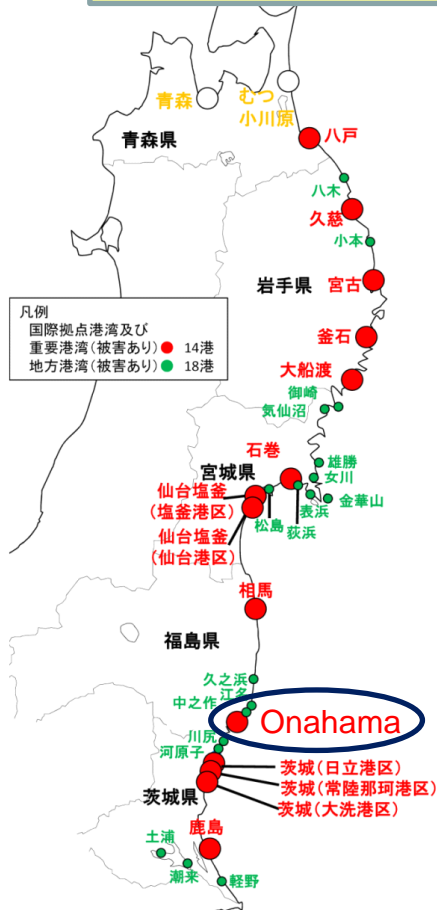 青森
むつ
小川原
青森県
八戸
八木
久慈
小本
岩手県
宮古
凡例
国際拠点港湾及び
重要港湾(被害あり) 14港
地方港湾(被害あり) 18港
釜石
大船渡
御崎
気仙沼
石巻
宮城県
雄勝
女川
仙台塩釜
(塩釜港区)
金華山
表浜
松島
荻浜
仙台塩釜
(仙台港区)
相馬
福島県
久之浜
江名
中之作
Onahama
川尻
河原子
茨城(日立港区)
茨城(常陸那珂港区)
茨城県
茨城(大洗港区)
鹿島
土浦
潮来
軽野